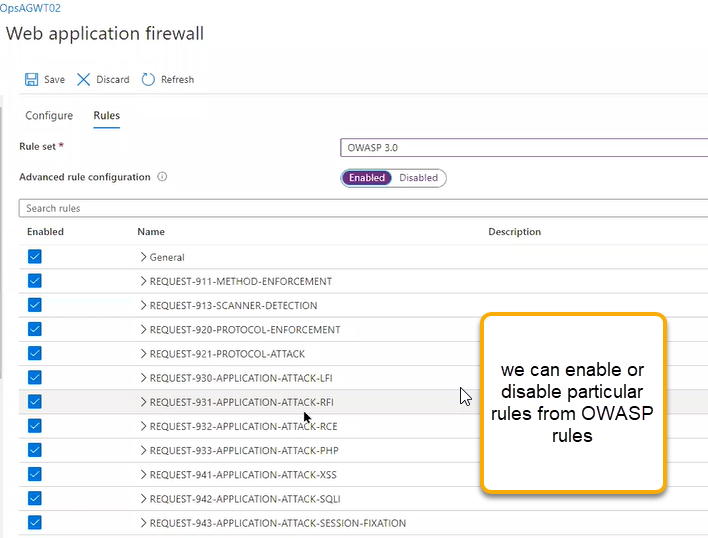 OpsAGWT02
Web application firewall
Save Discard Refresh
Configure Rules
Rule set * OWASP 3.0
Advanced rule configuration Enabled Disabled
Search rules
Enabled Name Description
General
REQUEST-911-METHOD-ENFORCEMENT
REQUEST-913-SCANNER-DETECTION
REQUEST-920-PROTOCOL-ENFORCEMENT
REQUEST-921-PROTOCOL-ATTACK
REQUEST-930-APPLICATION-ATTACK-LFI
REQUEST-931-APPLICATION-ATTACK-RFI
REQUEST-932-APPLICATION-ATTACK-RCE
REQUEST-933-APPLICATION-ATTACK-PHP
REQUEST-941-APPLICATION-ATTACK-XSS
REQUEST-942-APPLICATION-ATTACK-SQLI
REQUEST-943-APPLICATION-ATTACK-SESSION-FIXATION
we can enable or
disable particular
rules from OWASP
rules